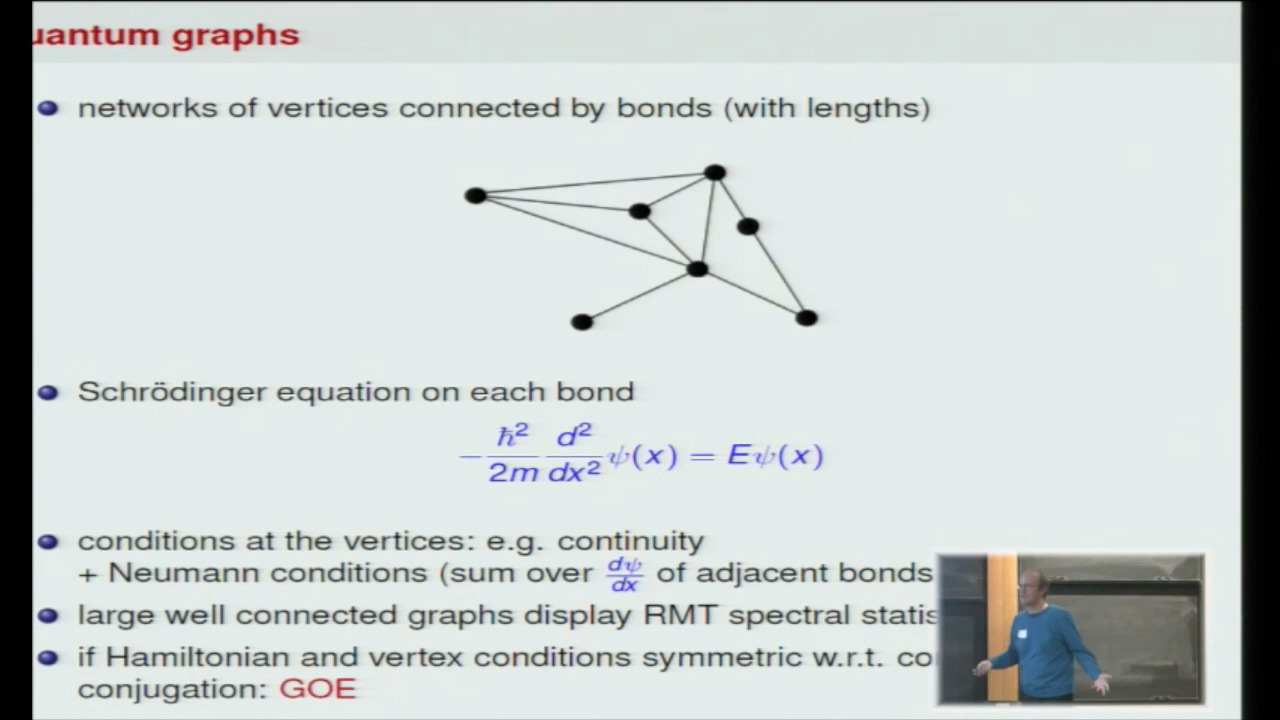 uantum graphs
networks of vertices connected by bonds (with lengths)
Schrödinger equation on each bond
−ℏ²/2m d²/dx² ψ(x) = Eψ(x)
conditions at the vertices: e.g. continuity
+ Neumann conditions (sum over dψ/dx of adjacent bonds
large well connected graphs display RMT spectral statis
if Hamiltonian and vertex conditions symmetric w.r.t. co
conjugation: GOE